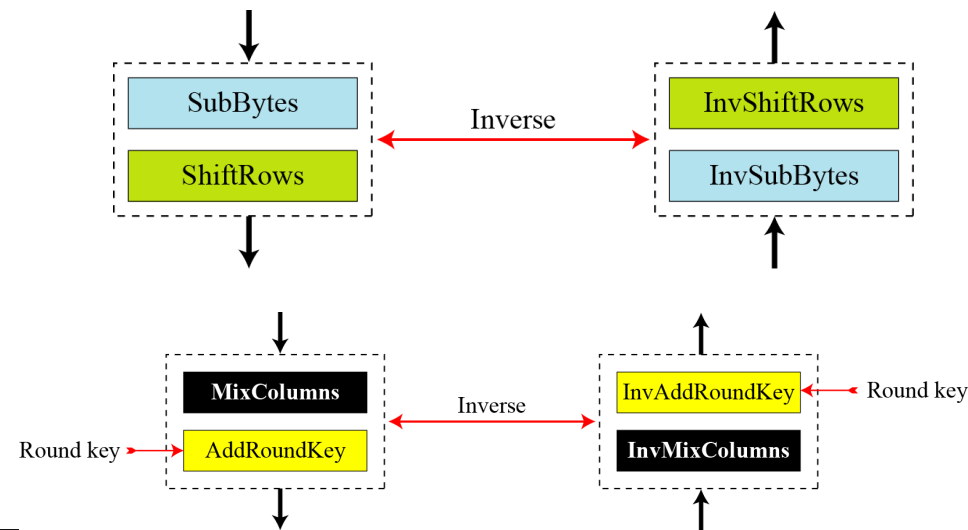 SubBytes
InvShiftRows
Inverse
ShiftRows
InvSubBytes
MixColumns
InvAddRoundKey
Round key
Inverse
Round key
AddRoundKey
InvMixColumns